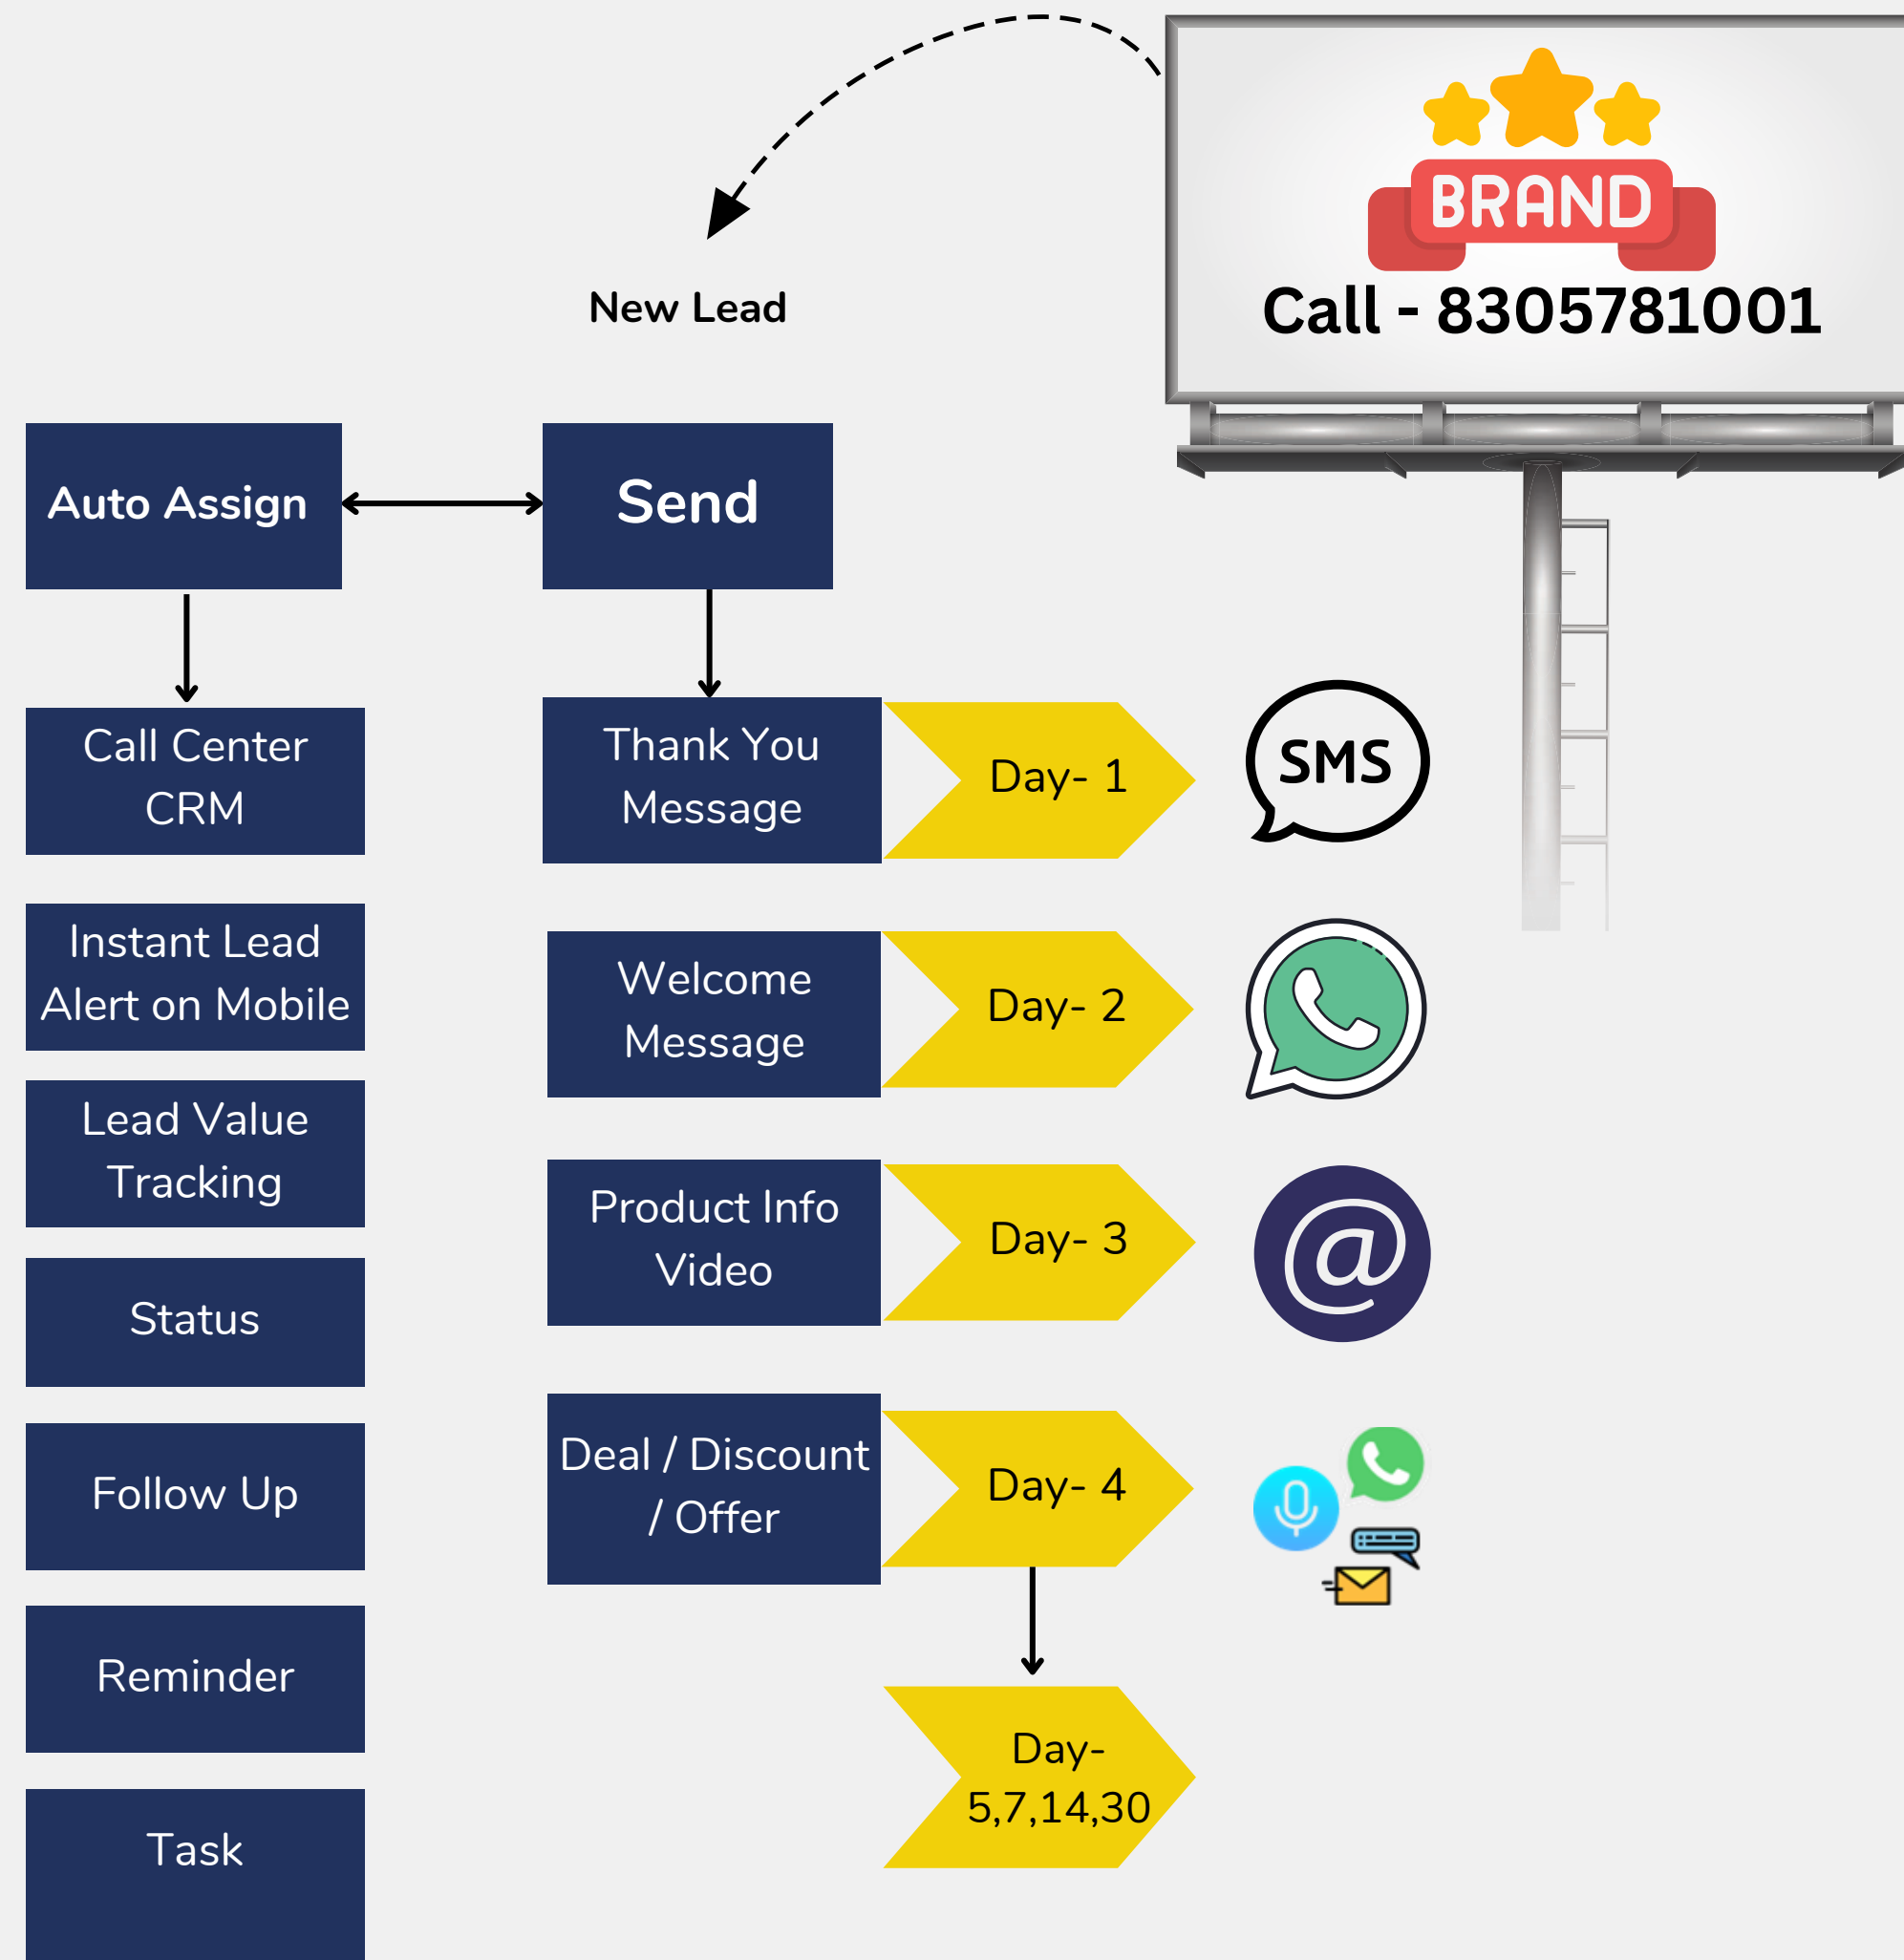 BRAND
Call - 8305781001
New Lead
Auto Assign
Send
Call Center
CRM
Instant Lead
Alert on Mobile
Lead Value
Tracking
Status
Follow Up
Reminder
Task
Thank You
Message
Day- 1
SMS
Welcome
Message
Day- 2
Product Info
Video
Day- 3
@
Deal / Discount
/ Offer
Day- 4
Day-
5,7,14,30